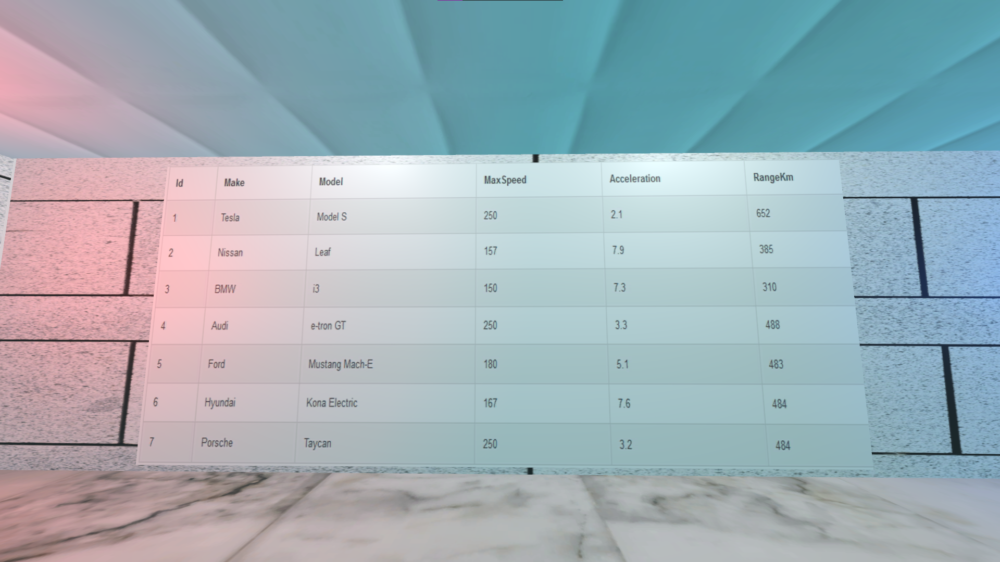 Id Make Model MaxSpeed Acceleration RangeKm
1 Tesla Model S 250 2.1 652
2 Nissan Leaf 157 7.9 385
3 BMW i3 150 7.3 310
4 Audi e-tron GT 250 3.3 488
5 Ford Mustang Mach-E 180 5.1 483
6 Hyundai Kona Electric 167 7.6 484
7 Porsche Taycan 250 3.2 484